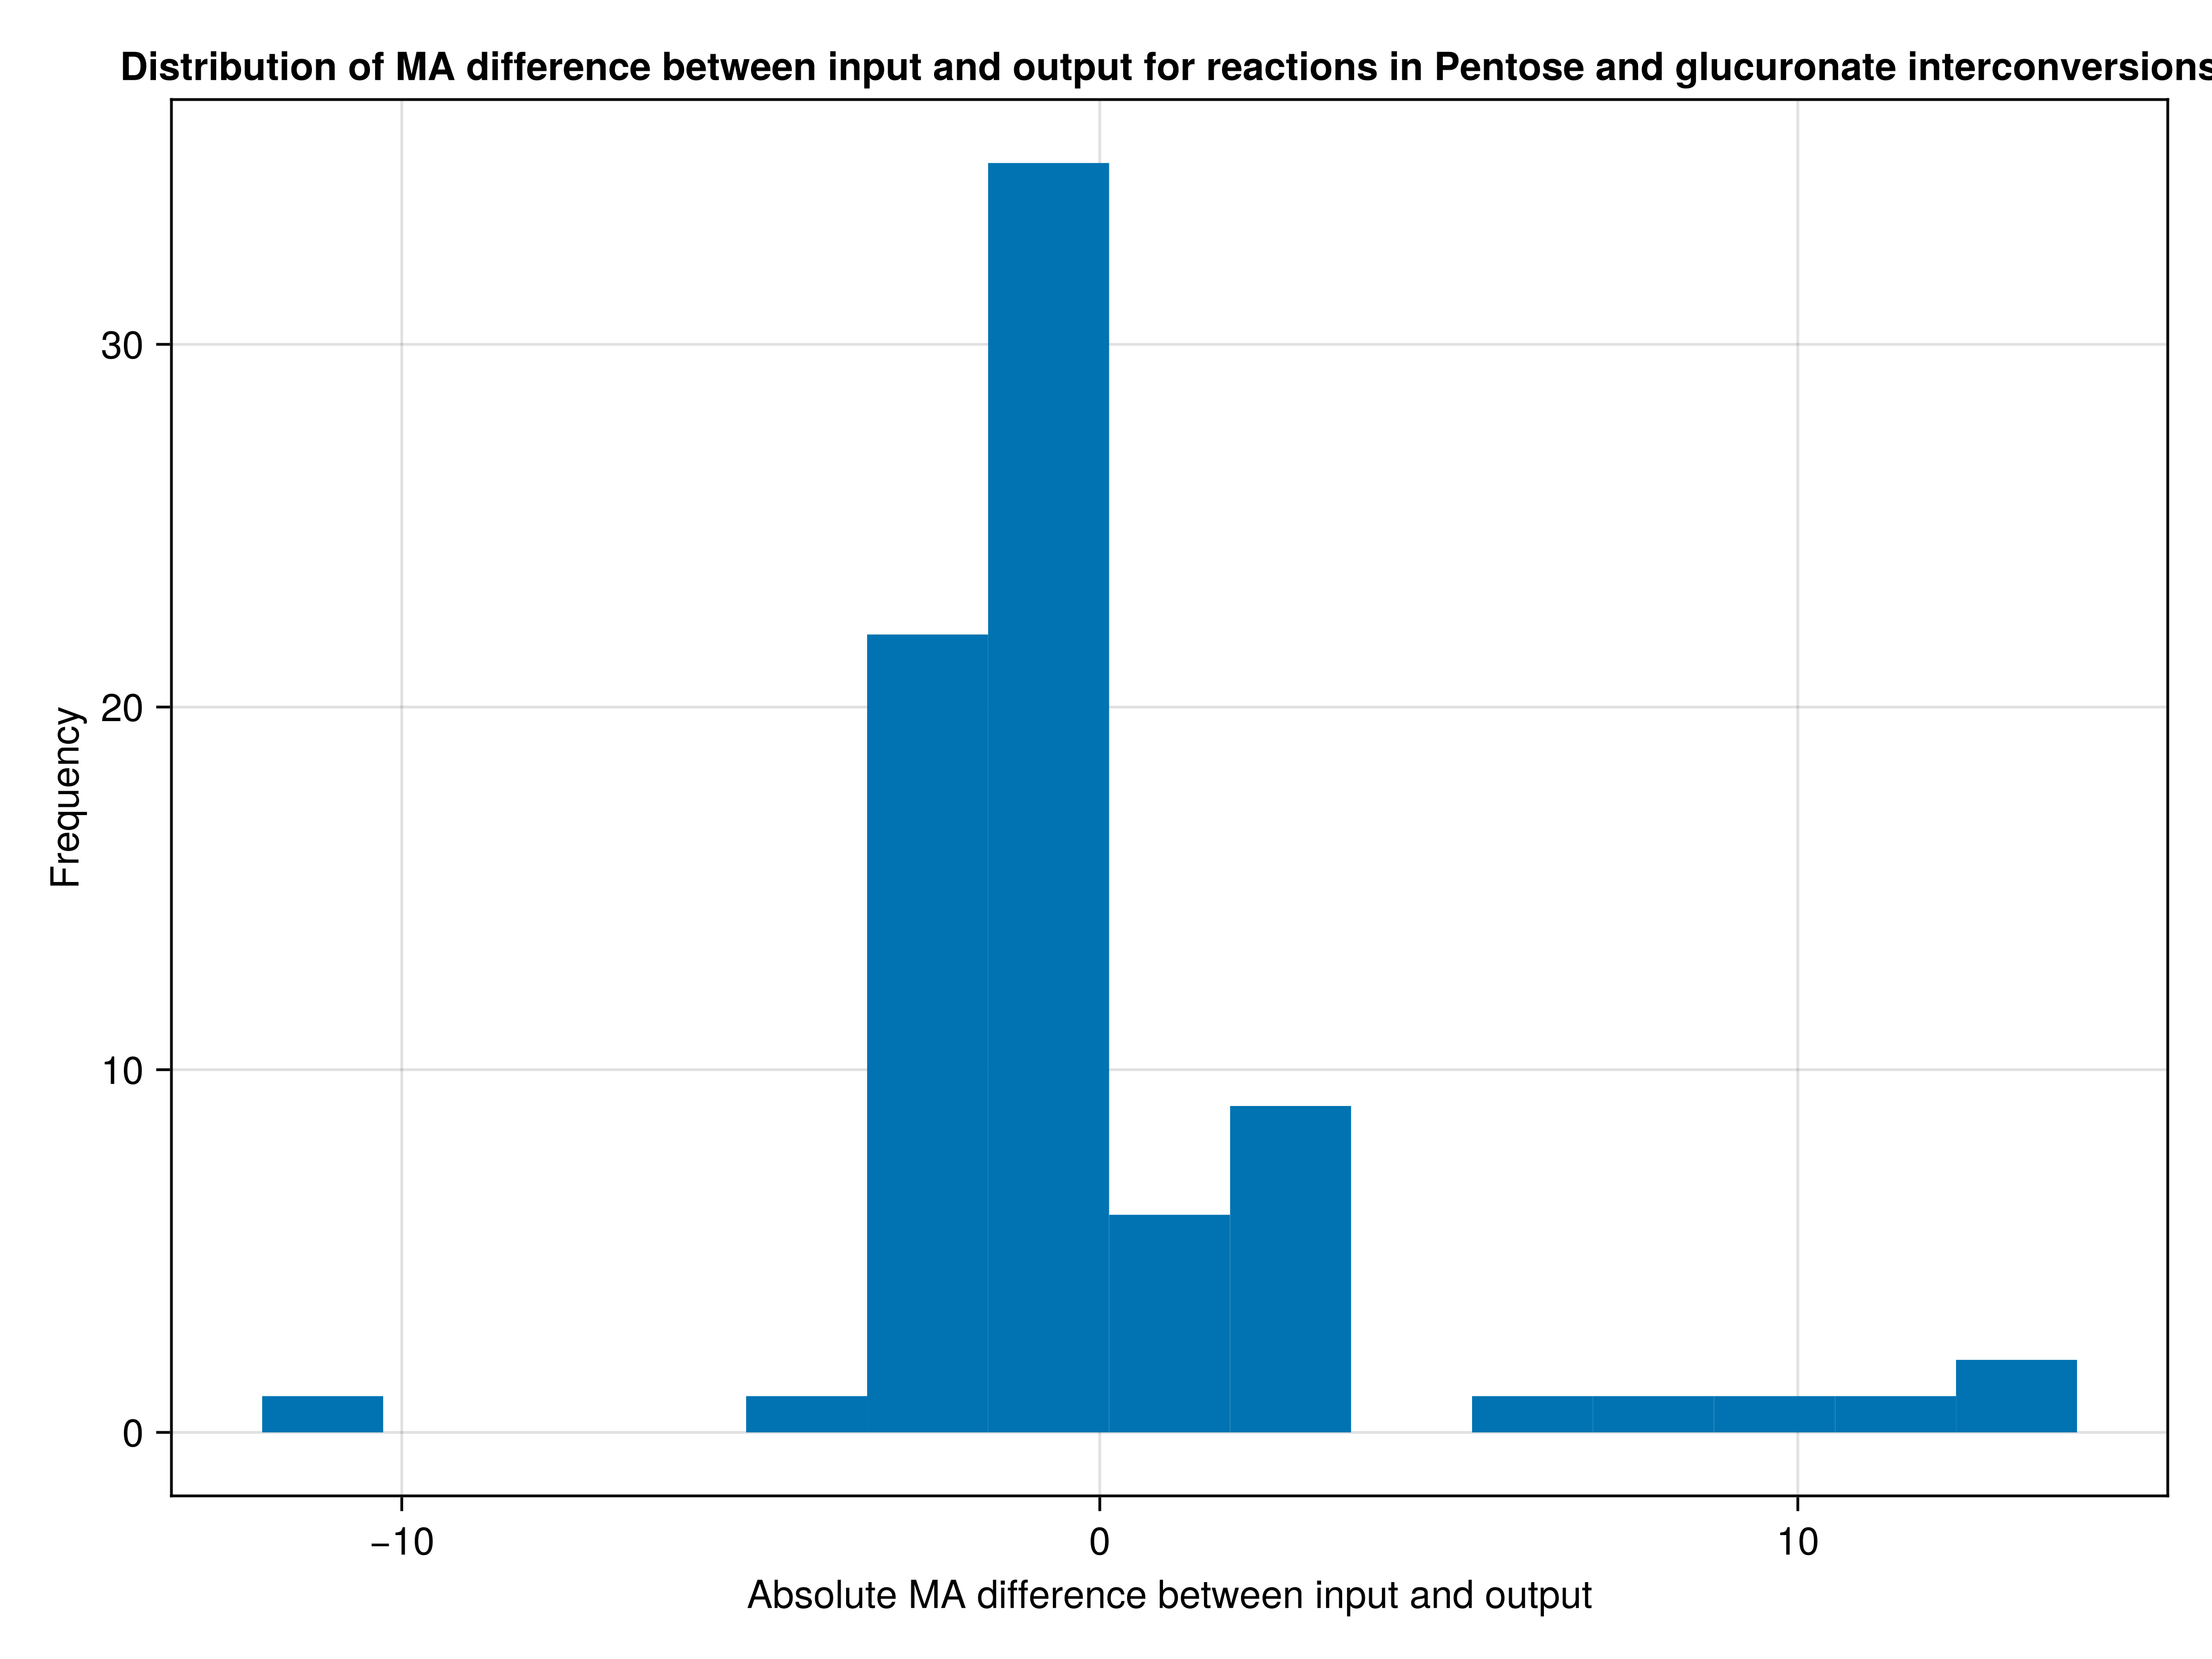 Distribution of MA difference between input and output for reactions in Pentose and glucuronate interconversions
30
20
10
0
Frequency
−10
0
10
Absolute MA difference between input and output